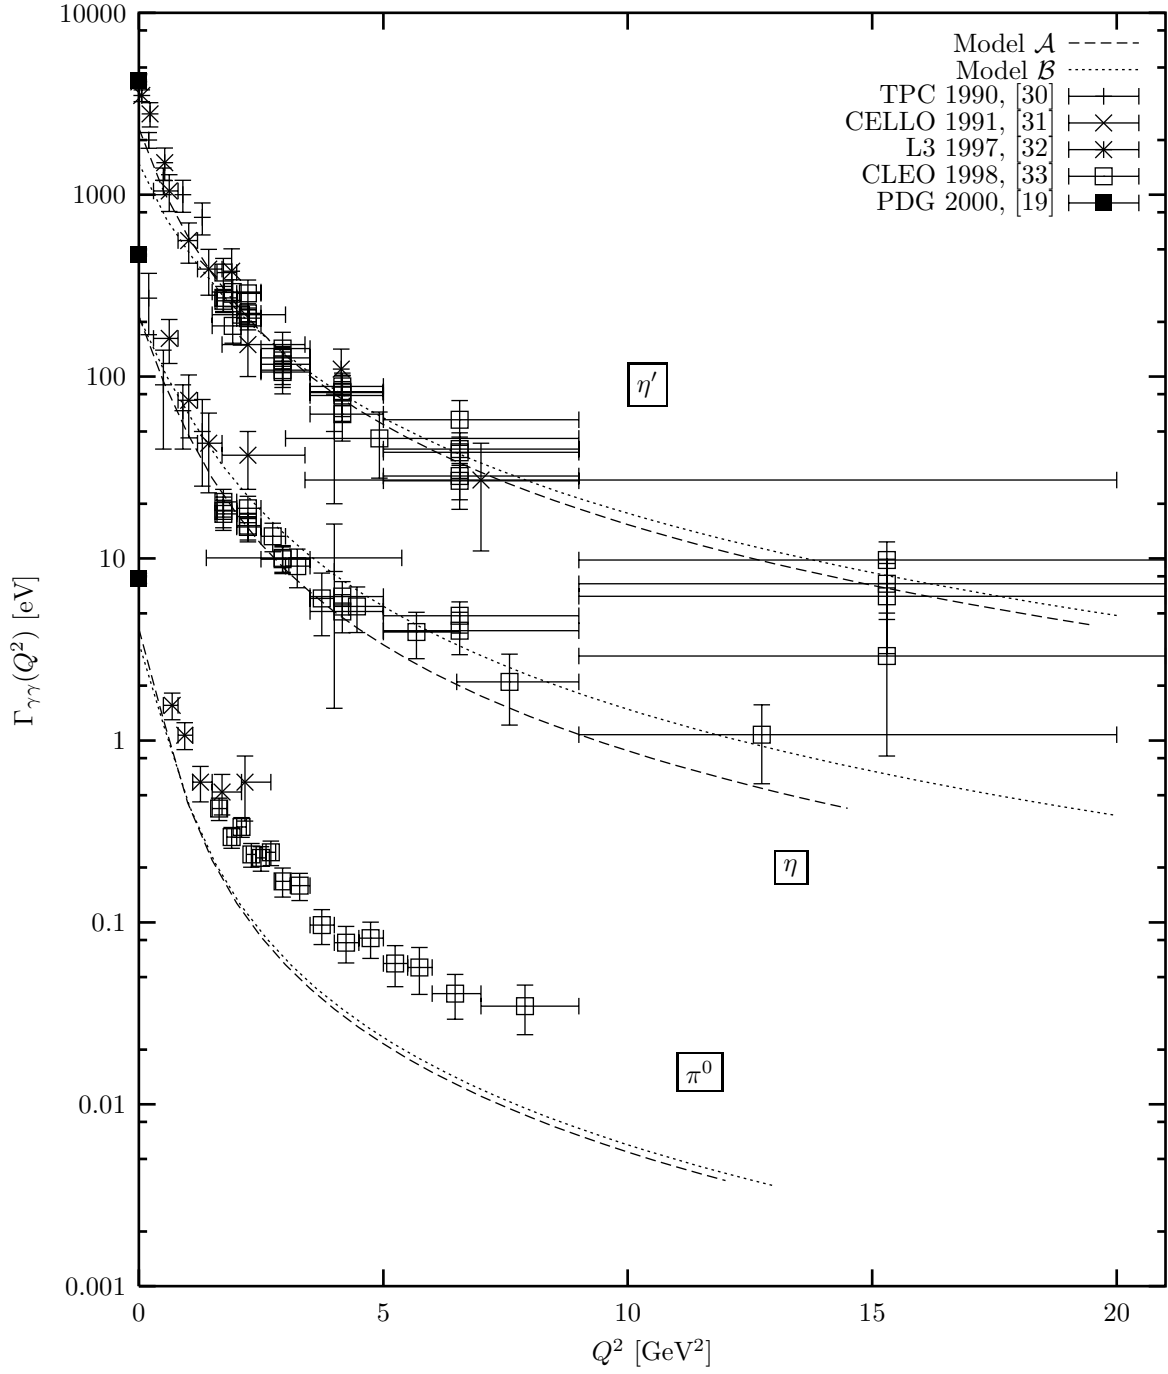 10000
1000
100
10
1
0.1
0.01
0.001
Γγγ(Q²) [eV]
Model 𝒜
Model ℬ
TPC 1990, [30]
CELLO 1991, [31]
L3 1997, [32]
CLEO 1998, [33]
PDG 2000, [19]
η′
η
π⁰
0 5 10 15 20
Q² [GeV²]